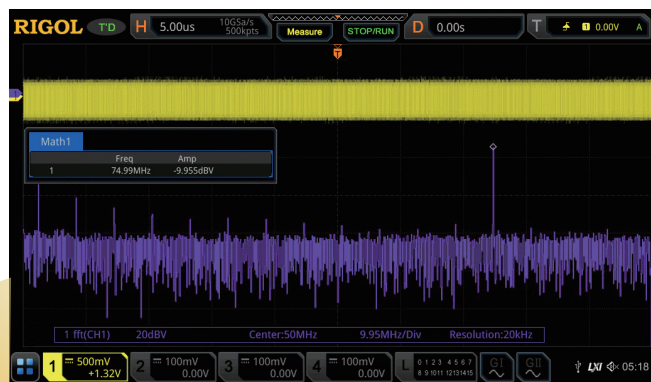 RIGOL T'D H 5.00us 10GSa/s 500kpts Measure STOP/RUN D 0.00s T 1 0.00V A
T
Math1
Freq Amp
1 74.99MHz -9.955dBV
1 fft(CH1) 20dBV Center:50MHz 9.95MHz/Div Resolution:20kHz
1 500mV +1.32V 2 100mV 0.00V 3 100mV 0.00V 4 100mV 0.00V L 0 1 2 3 4 5 6 7 8 9 10 11 12 13 14 15 GI GII LXI 05:18